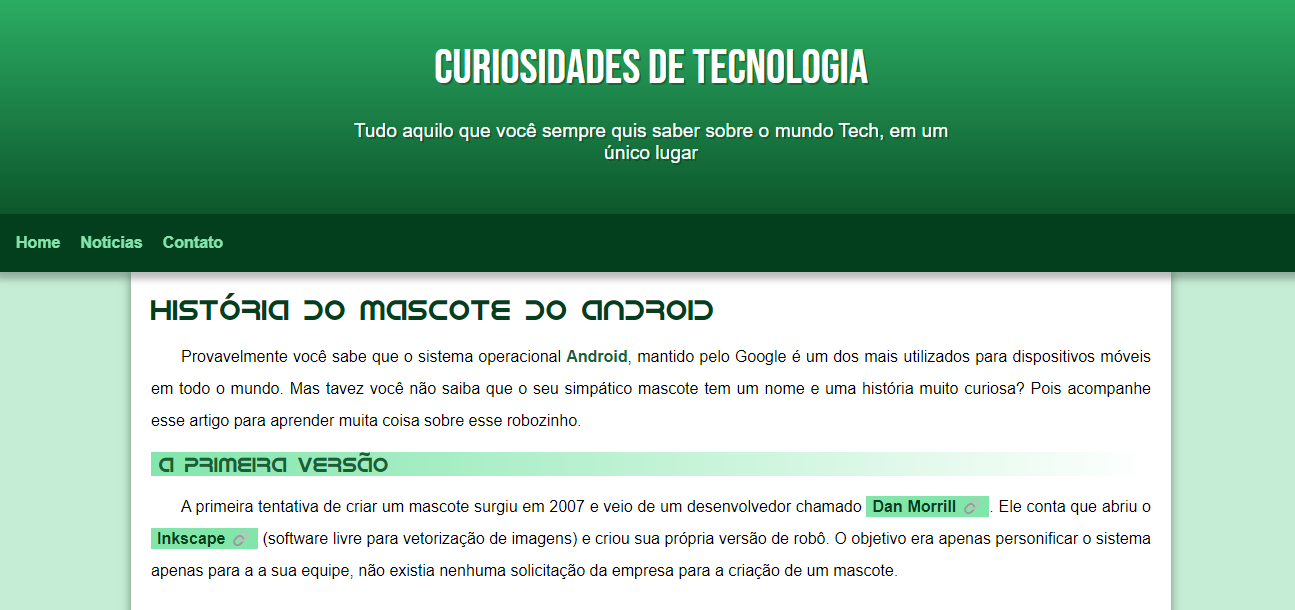 CURIOSIDADES DE TECNOLOGIA
Tudo aquilo que você sempre quis saber sobre o mundo Tech, em um
único lugar
Home Notícias Contato
HISTÓRIA DO MASCOTE DO ANDROID
Provavelmente você sabe que o sistema operacional Android, mantido pelo Google é um dos mais utilizados para dispositivos móveis
em todo o mundo. Mas tavez você não saiba que o seu simpático mascote tem um nome e uma história muito curiosa? Pois acompanhe
esse artigo para aprender muita coisa sobre esse robozinho.
A PRIMEIRA VERSÃO
A primeira tentativa de criar um mascote surgiu em 2007 e veio de um desenvolvedor chamado Dan Morrill . Ele conta que abriu o
Inkscape (software livre para vetorização de imagens) e criou sua própria versão de robô. O objetivo era apenas personificar o sistema
apenas para a a sua equipe, não existia nenhuma solicitação da empresa para a criação de um mascote.